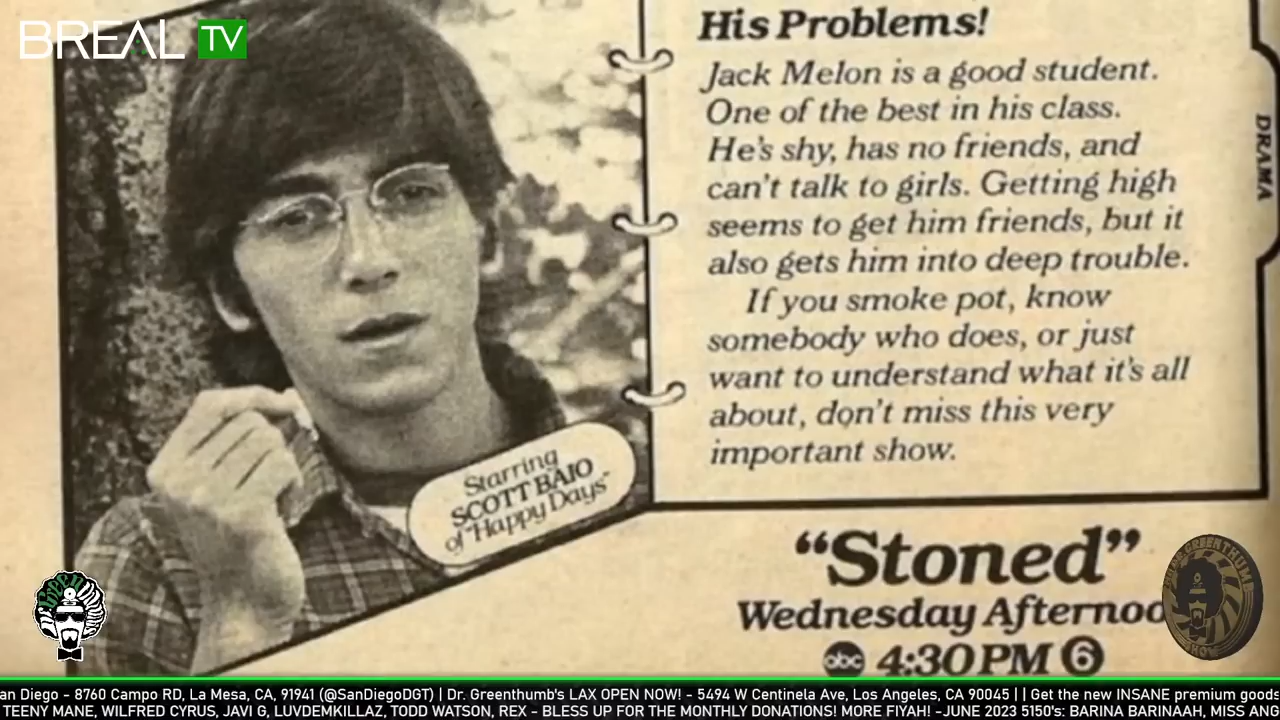 BREAL TV
His Problems!
Jack Melon is a good student.
One of the best in his class.
He's shy, has no friends, and
can't talk to girls. Getting high
seems to get him friends, but it
also gets him into deep trouble.
If you smoke pot, know
somebody who does, or just
want to understand what it's all
about, don't miss this very
important show.
DRAMA
Starring
SCOTT BAIO
of "Happy Days"
"Stoned"
Wednesday Afternoo
abc 4:30 PM 6
GREENTHUMB
SHOW
an Diego - 8760 Campo RD, La Mesa, CA, 91941 (@SanDiegoDGT) | Dr. Greenthumb's LAX OPEN NOW! - 5494 W Centinela Ave, Los Angeles, CA 90045 | | Get the new INSANE premium goods
TEENY MANE, WILFRED CYRUS, JAVI G, LUVDEMKILLAZ, TODD WATSON, REX - BLESS UP FOR THE MONTHLY DONATIONS! MORE FIYAH! -JUNE 2023 5150's: BARINA BARINAAH, MISS ANG